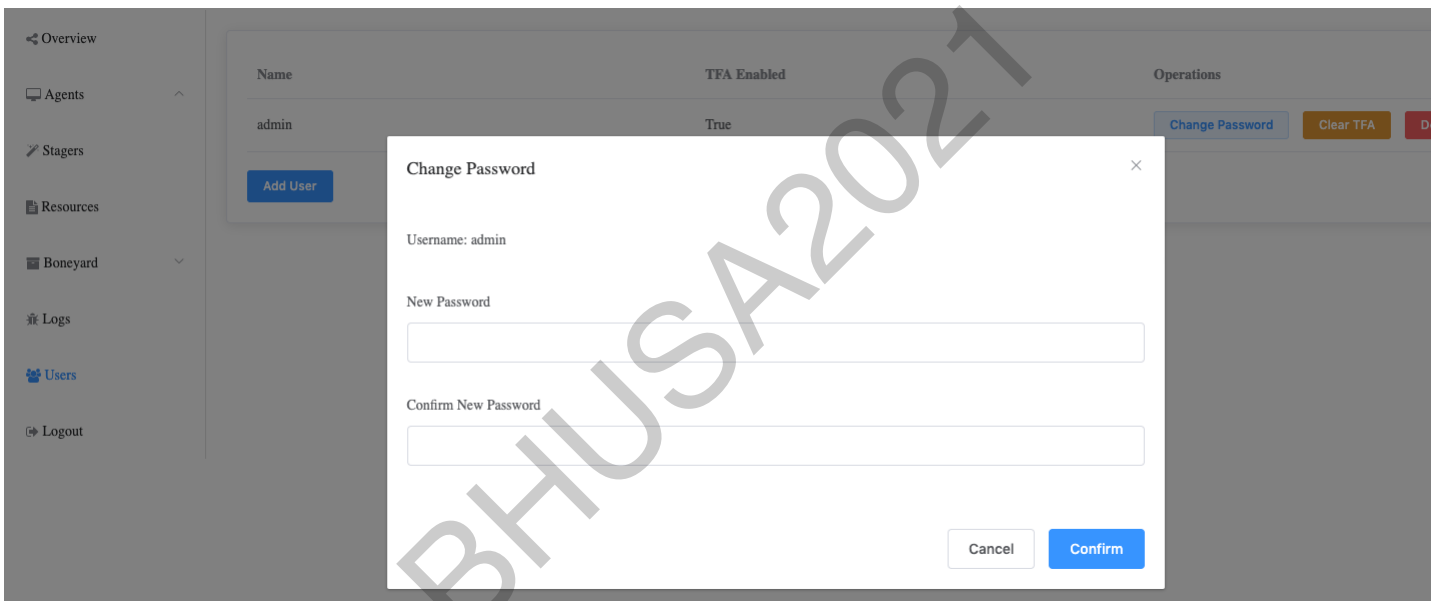 Overview
Agents
Stagers
Resources
Boneyard
Logs
Users
Logout
Name TFA Enabled Operations
admin True Change Password Clear TFA D
Add User
Change Password
Username: admin
New Password
Confirm New Password
Cancel Confirm
BHUSA2021